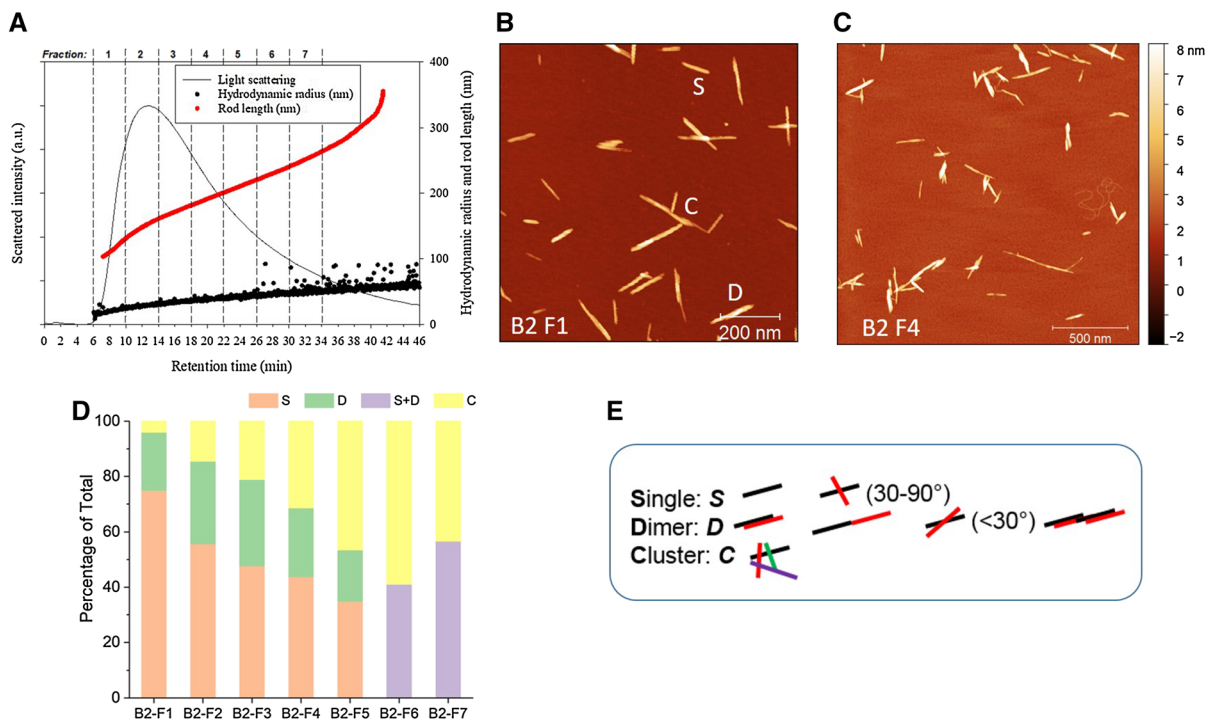 A
Fraction: 1 2 3 4 5 6 7
Light scattering
Hydrodynamic radius (nm)
Rod length (nm)
Scattered intensity (a.u.)
400
300
200
100
0
Hydrodynamic radius and rod length (nm)
0 2 4 6 8 10 12 14 16 18 20 22 24 26 28 30 32 34 36 38 40 42 44 46
Retention time (min)
B
S
C
D
B2 F1
200 nm
C
B2 F4
500 nm
8 nm
7
6
5
4
3
2
1
0
−2
D
S D S+D C
Percentage of Total
100
80
60
40
20
0
B2-F1 B2-F2 B2-F3 B2-F4 B2-F5 B2-F6 B2-F7
E
Single: S (30-90°)
Dimer: D (<30°)
Cluster: C